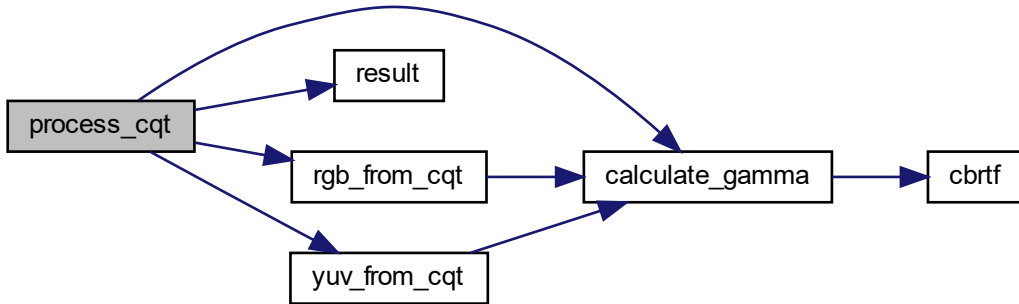 result
process_cqt
rgb_from_cqt
calculate_gamma
cbrtf
yuv_from_cqt